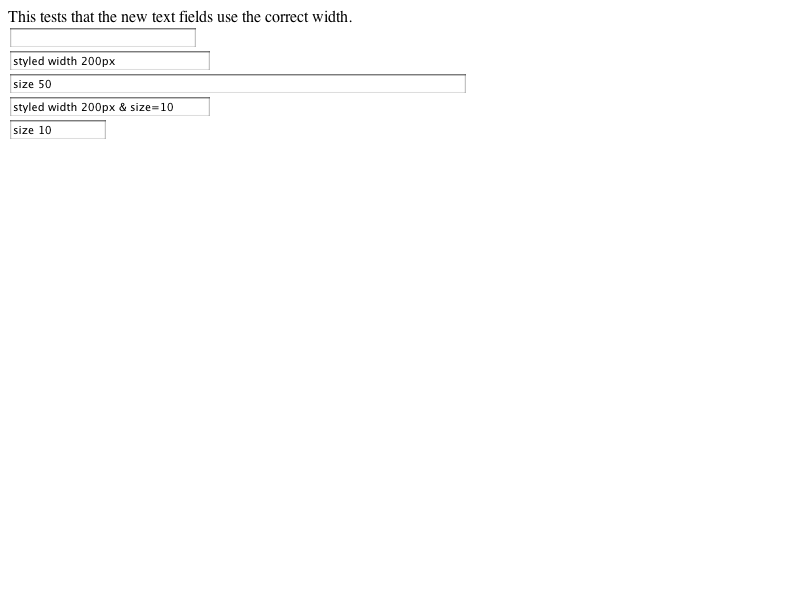 This tests that the new text fields use the correct width.
styled width 200px
size 50
styled width 200px & size=10
size 10